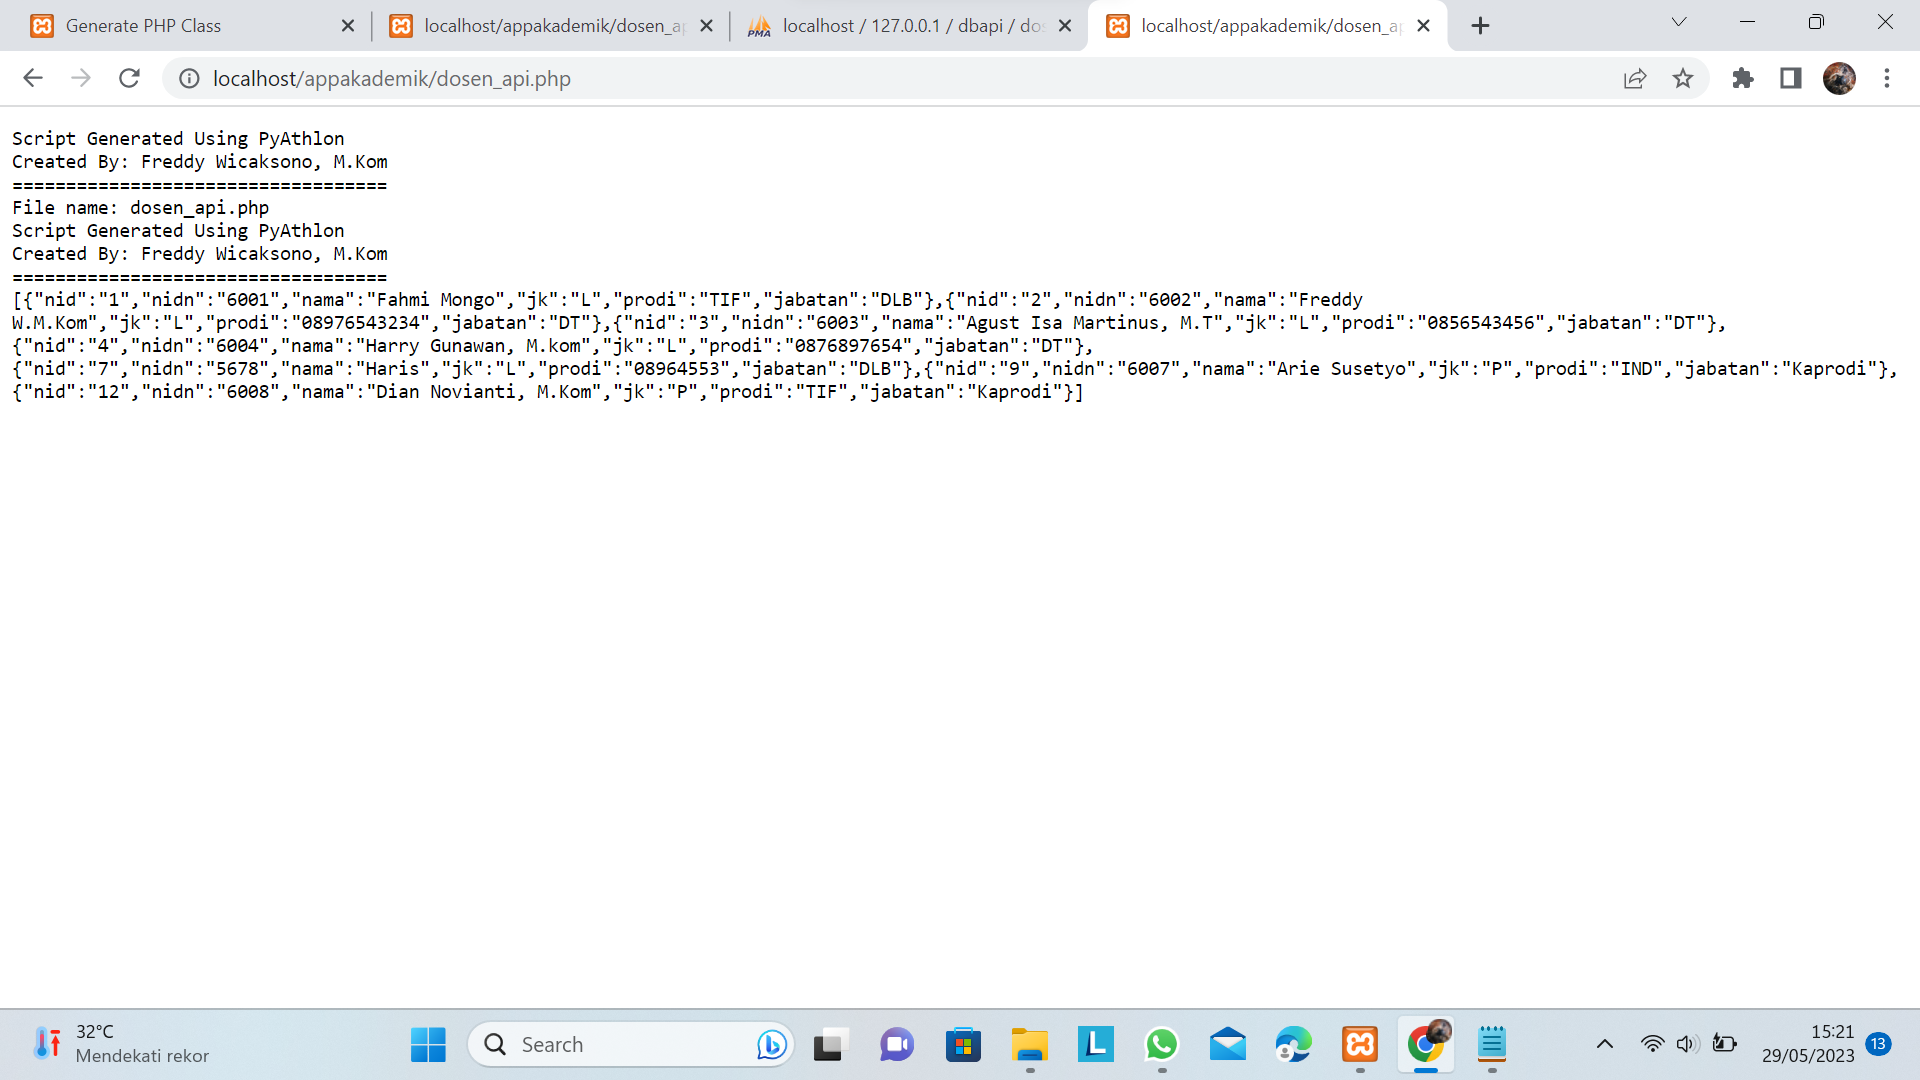 Generate PHP Class
localhost/appakademik/dosen_ap
localhost / 127.0.0.1 / dbapi / dos
localhost/appakademik/dosen_ap
localhost/appakademik/dosen_api.php
Script Generated Using PyAthlon
Created By: Freddy Wicaksono, M.Kom
===================================
File name: dosen_api.php
Script Generated Using PyAthlon
Created By: Freddy Wicaksono, M.Kom
===================================
[{"nid":"1","nidn":"6001","nama":"Fahmi Mongo","jk":"L","prodi":"TIF","jabatan":"DLB"},{"nid":"2","nidn":"6002","nama":"Freddy
W.M.Kom","jk":"L","prodi":"08976543234","jabatan":"DT"},{"nid":"3","nidn":"6003","nama":"Agust Isa Martinus, M.T","jk":"L","prodi":"0856543456","jabatan":"DT"},
{"nid":"4","nidn":"6004","nama":"Harry Gunawan, M.kom","jk":"L","prodi":"0876897654","jabatan":"DT"},
{"nid":"7","nidn":"5678","nama":"Haris","jk":"L","prodi":"08964553","jabatan":"DLB"},{"nid":"9","nidn":"6007","nama":"Arie Susetyo","jk":"P","prodi":"IND","jabatan":"Kaprodi"},
{"nid":"12","nidn":"6008","nama":"Dian Novianti, M.Kom","jk":"P","prodi":"TIF","jabatan":"Kaprodi"}]
32°C
Mendekati rekor
Search
15:21
29/05/2023
13